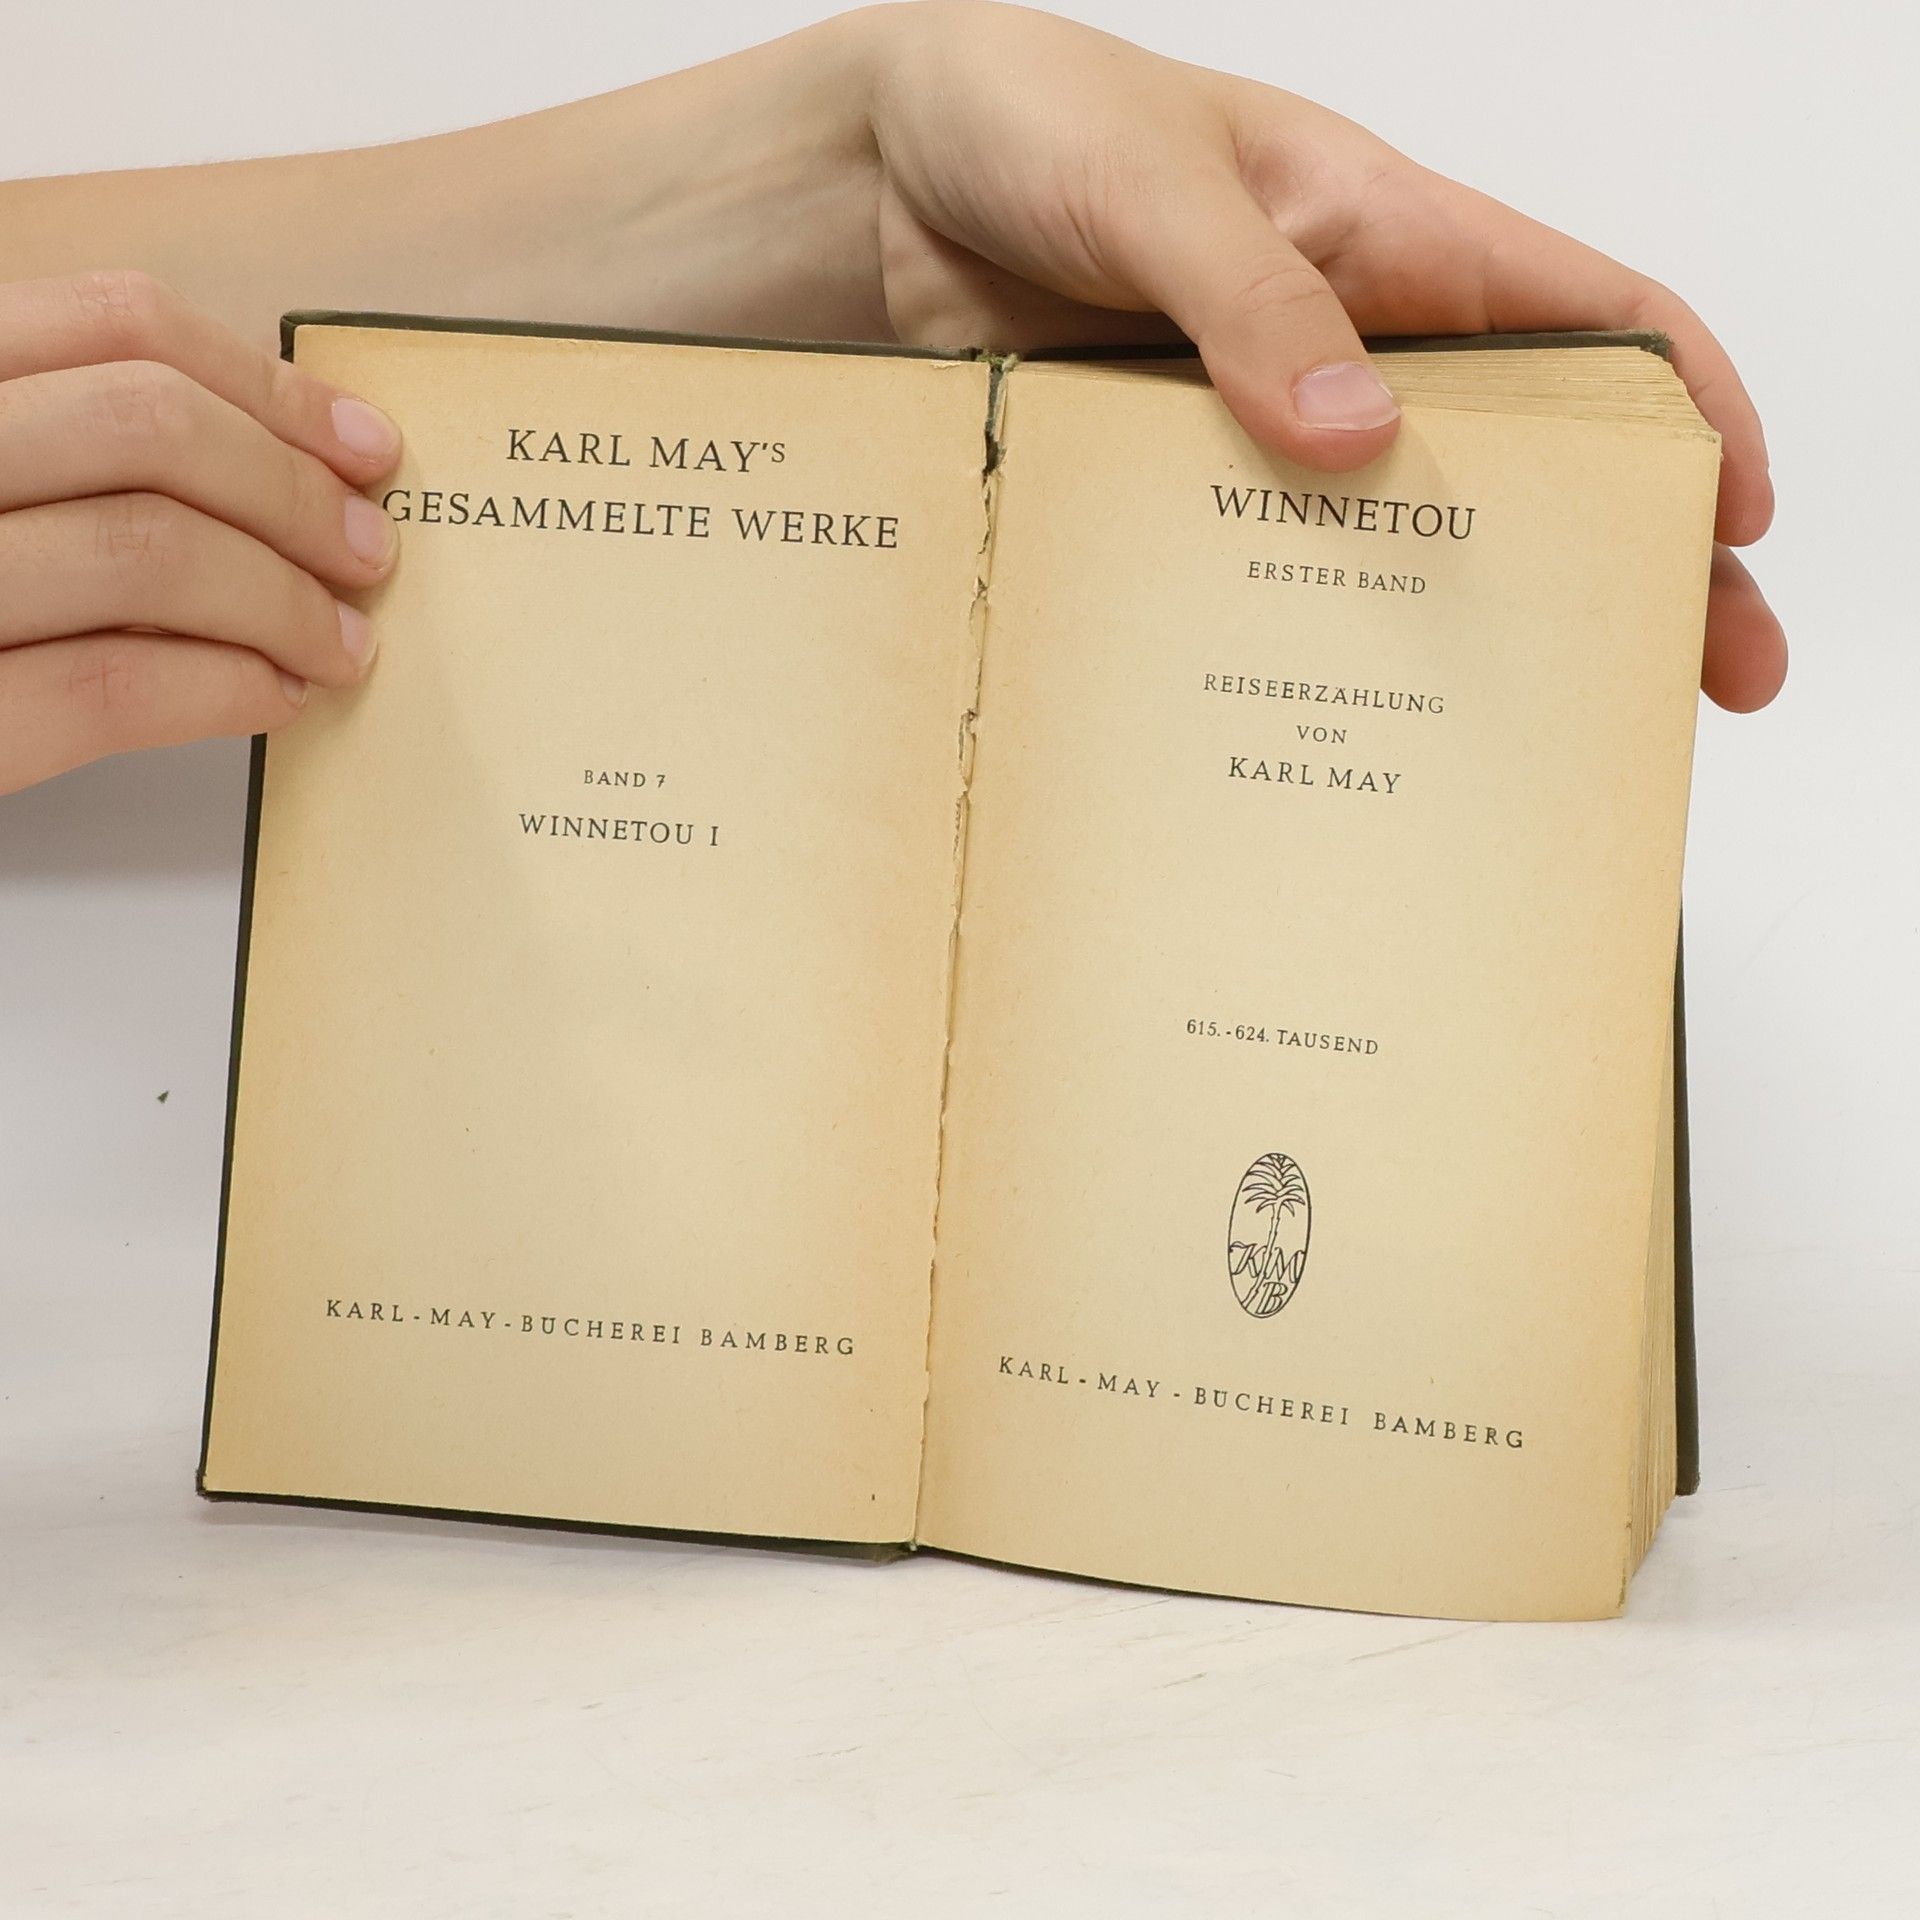 KARL MAY'S
GESAMMELTE WERKE
BAND 7
WINNETOU I
KARL-MAY-BÜCHEREI BAMBERG
WINNETOU
ERSTER BAND
REISEERZÄHLUNG
VON
KARL MAY
615.-624. TAUSEND
KM
B
KARL-MAY-BÜCHEREI BAMBERG